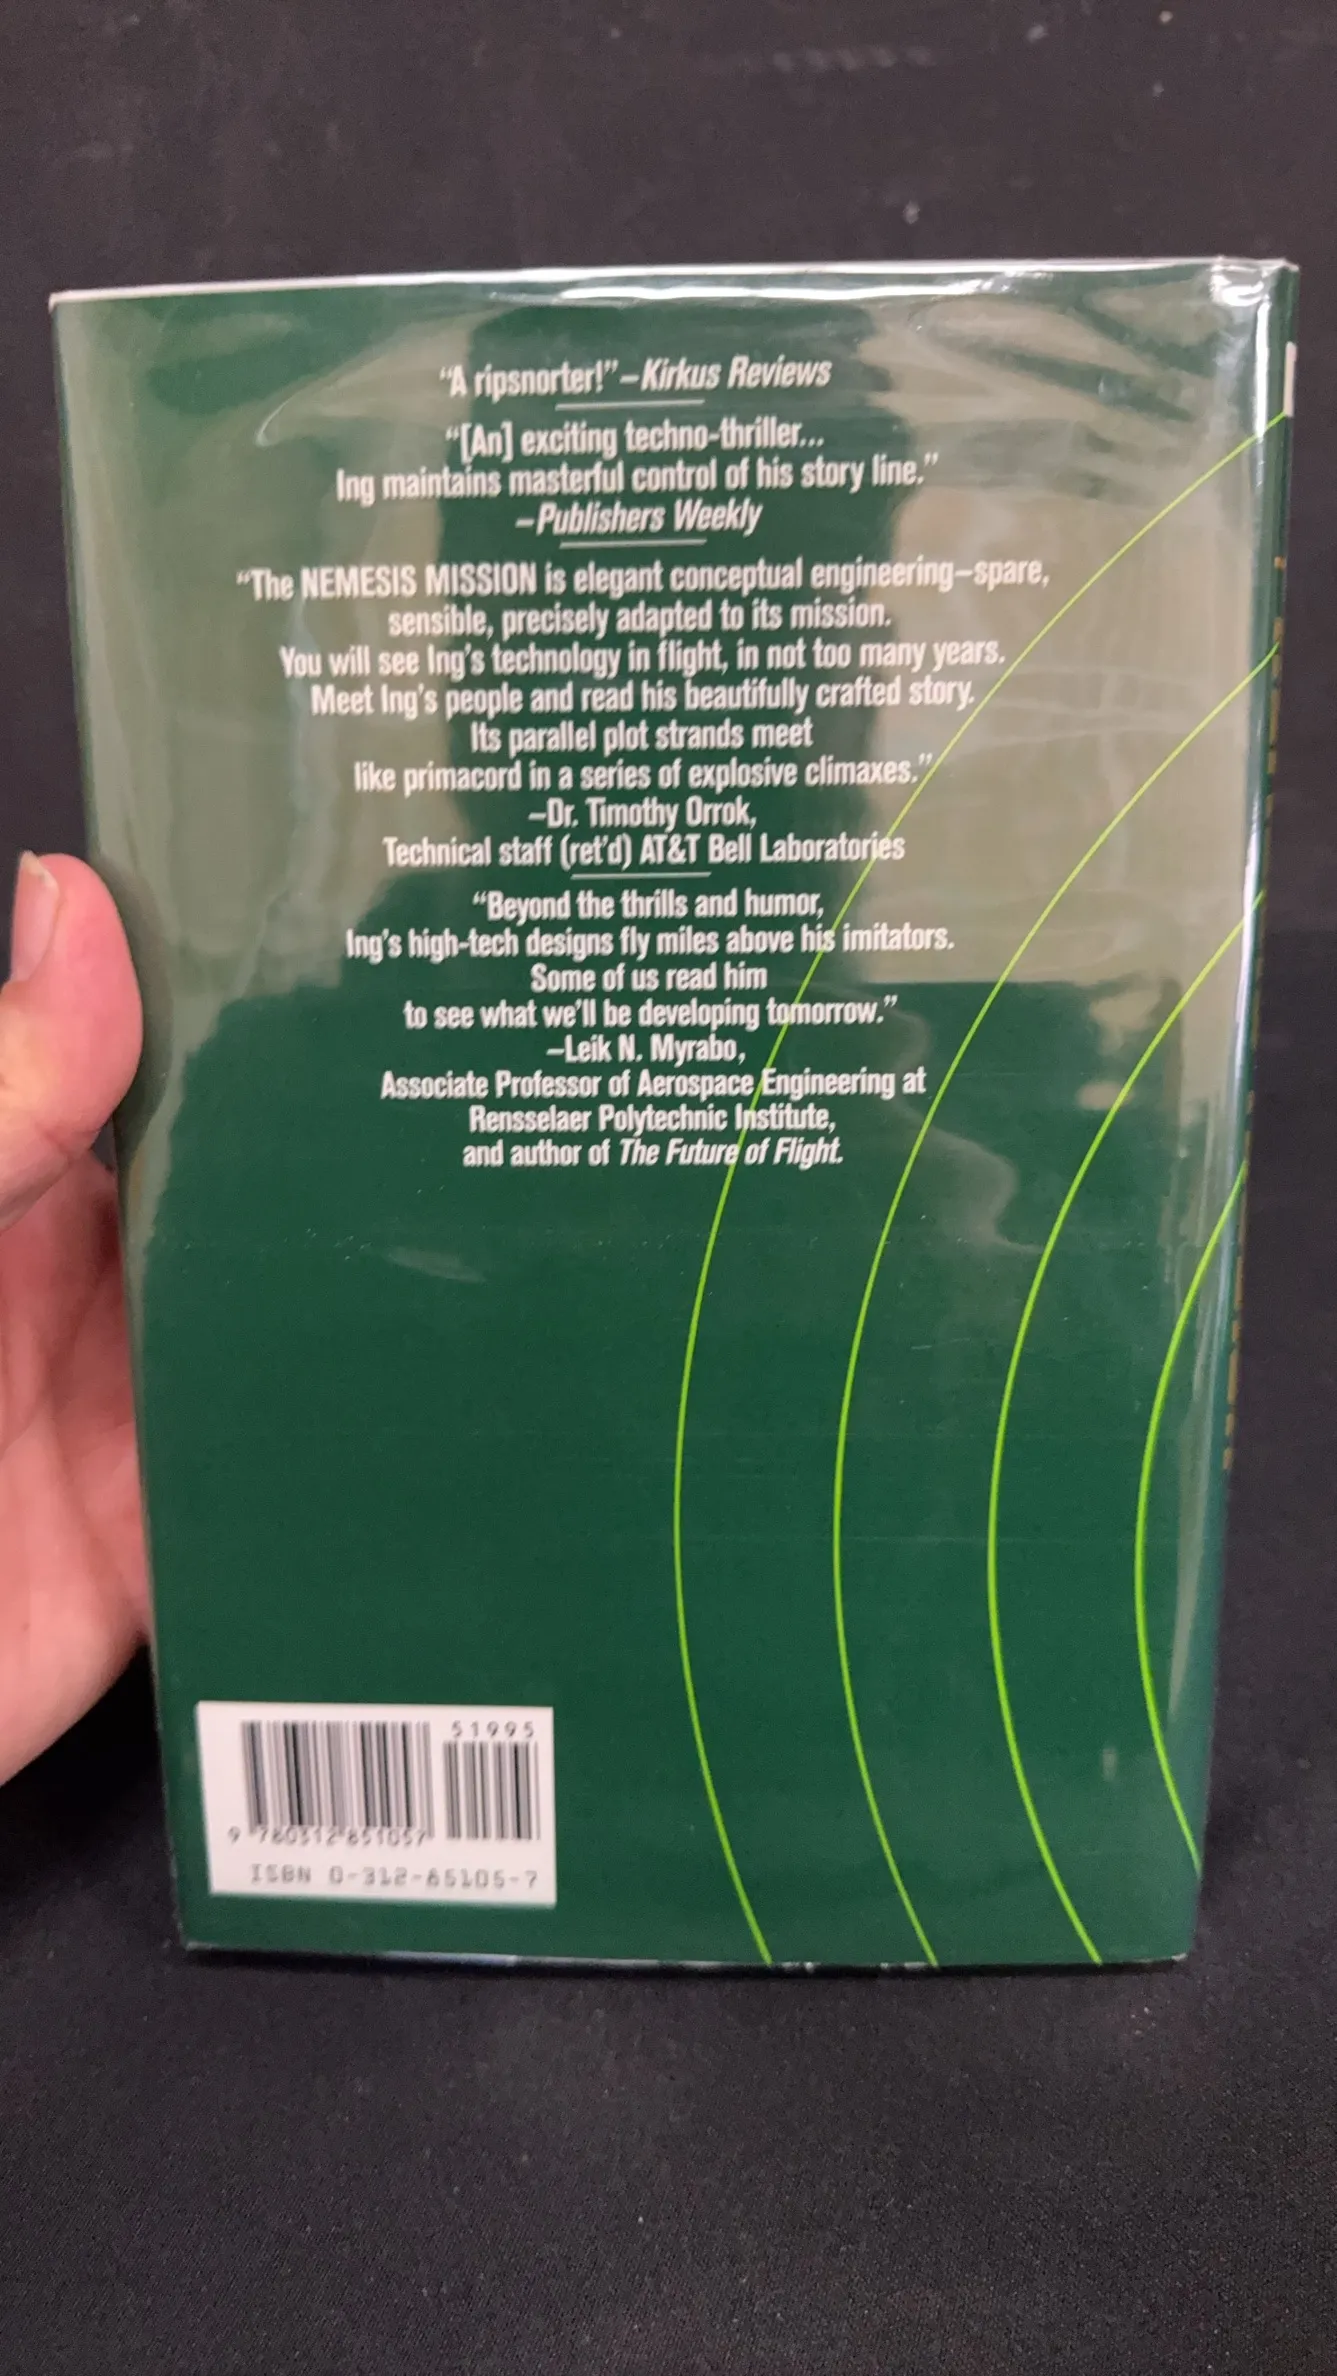 “A ripsnorter!” –Kirkus Reviews
“[An] exciting techno-thriller...
Ing maintains masterful control of his story line.”
–Publishers Weekly
“The NEMESIS MISSION is elegant conceptual engineering–spare,
sensible, precisely adapted to its mission.
You will see Ing’s technology in flight, in not too many years.
Meet Ing’s people and read his beautifully crafted story.
Its parallel plot strands meet
like primacord in a series of explosive climaxes.”
–Dr. Timothy Orrok,
Technical staff (ret’d) AT&T Bell Laboratories
“Beyond the thrills and humor,
Ing’s high-tech designs fly miles above his imitators.
Some of us read him
to see what we’ll be developing tomorrow.”
–Leik N. Myrabo,
Associate Professor of Aerospace Engineering at
Rensselaer Polytechnic Institute,
and author of The Future of Flight.
51995
9 780312 851057
ISBN 0-312-85105-7